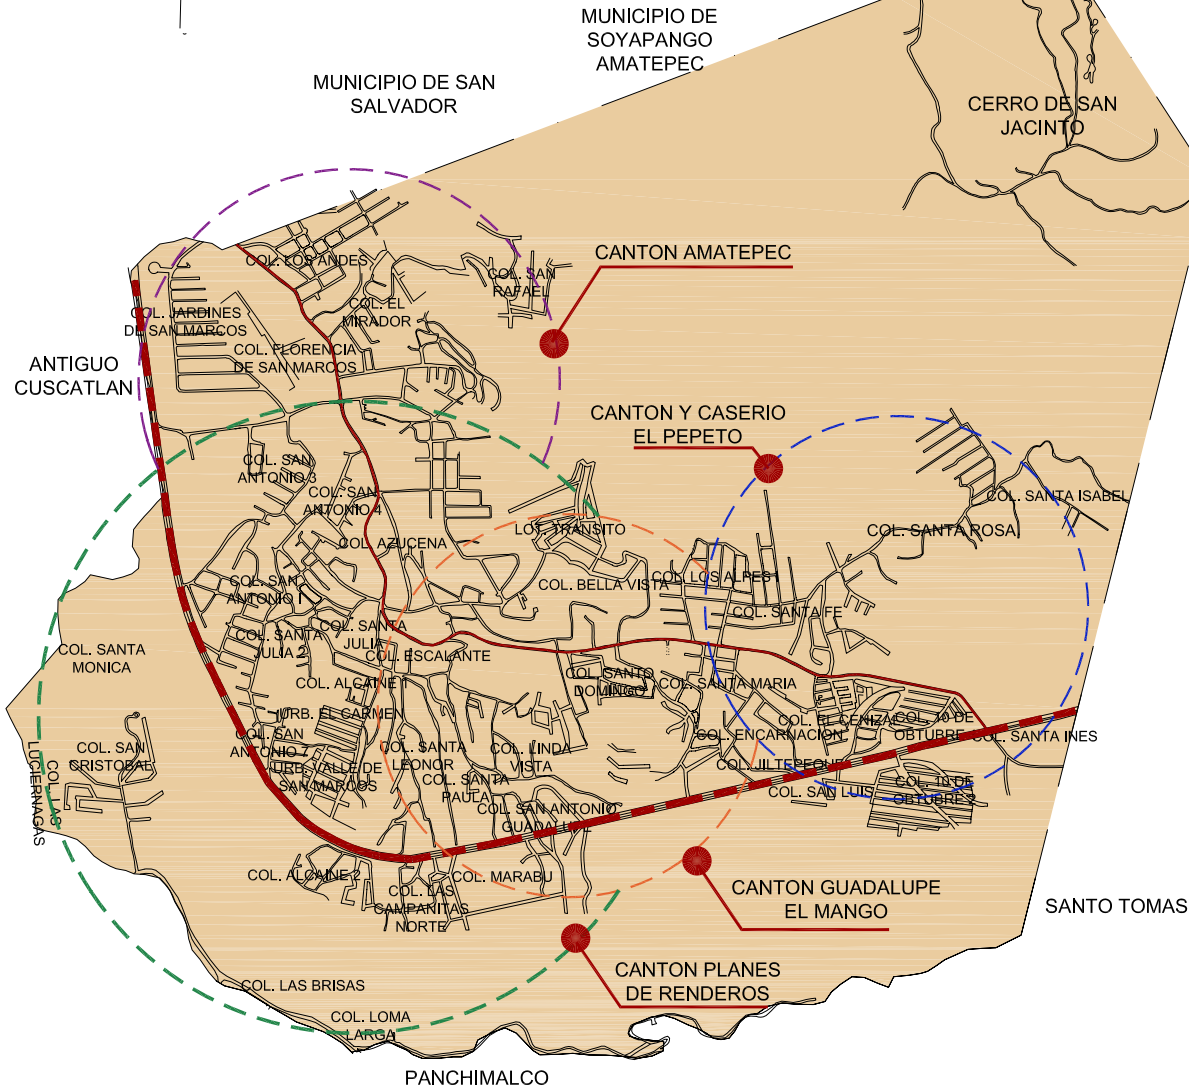 MUNICIPIO DE
SOYAPANGO
AMATEPEC
MUNICIPIO DE SAN
SALVADOR
CERRO DE SAN
JACINTO
CANTON AMATEPEC
COL. LOS ANDES
COL. SAN
RAFAEL
COL. EL
MIRADOR
COL. JARDINES
DE SAN MARCOS
COL. FLORENCIA
DE SAN MARCOS
ANTIGUO
CUSCATLAN
CANTON Y CASERIO
EL PEPETO
COL. SAN
ANTONIO 3
COL. SAN
ANTONIO 4
COL. SANTA ISABEL
COL. SANTA ROSA
LOT. TRANSITO
COL. AZUCENA
COL. BELLA VISTA
COL. LOS ALPES
COL. SAN
ANTONIO 1
COL. SANTA FE
COL. SANTA
JULIA
COL. SANTA
JULIA 2
COL. SANTA
MONICA
COL. ESCALANTE
COL. SANTO
DOMINGO
COL. SANTA MARIA
COL. ALCAINE 1
URB. EL CARMEN
COL. EL CENIZAL
COL. 10 DE
OBTUBRE
COL. SANTA INES
COL. ENCARNACION
COL. SAN
ANTONIO 7
COL. SAN
CRISTOBAL
COL. LAS
LUCIERNAGAS
COL. SANTA
LEONOR
COL. LINDA
VISTA
URB. VALLE DE
SAN MARCOS
COL. SANTA
PAULA
COL. JILTEPEQUE
COL. SAN LUIS
COL. 10 DE
OBTUBRE 2
COL. SAN ANTONIO
GUADALUPE
COL. ALCAINE 2
COL. MARABU
COL. LAS
CAMPANITAS
NORTE
CANTON GUADALUPE
EL MANGO
SANTO TOMAS
CANTON PLANES
DE RENDEROS
COL. LAS BRISAS
COL. LOMA
LARGA
PANCHIMALCO